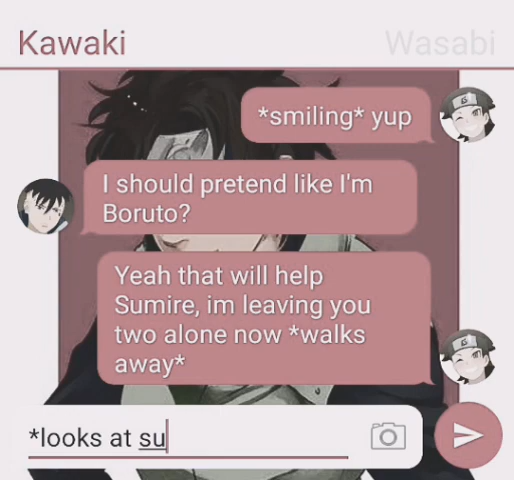 Kawaki Wasabi
*smiling* yup
I should pretend like I'm
Boruto?
Yeah that will help
Sumire, im leaving you
two alone now *walks
away*
*looks at su